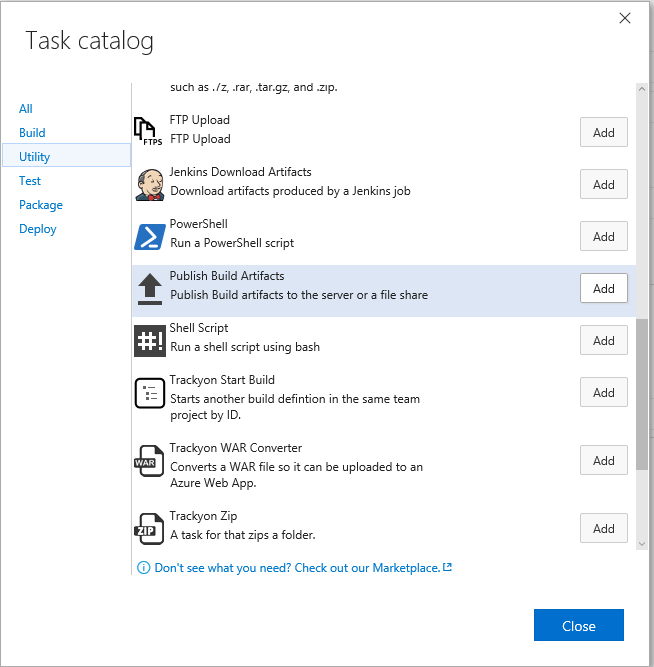 Task catalog
All
Build
Utility
Test
Package
Deploy
such as .7z, .rar, .tar.gz, and .zip.
FTPS
FTP Upload
FTP Upload
Add
Jenkins Download Artifacts
Download artifacts produced by a Jenkins job
Add
PowerShell
Run a PowerShell script
Add
Publish Build Artifacts
Publish Build artifacts to the server or a file share
Add
#!
Shell Script
Run a shell script using bash
Add
Trackyon Start Build
Starts another build defintion in the same team
project by ID.
Add
WAR
Trackyon WAR Converter
Converts a WAR file so it can be uploaded to an
Azure Web App.
Add
ZIP
Trackyon Zip
A task for that zips a folder.
Add
Don't see what you need? Check out our Marketplace.
Close